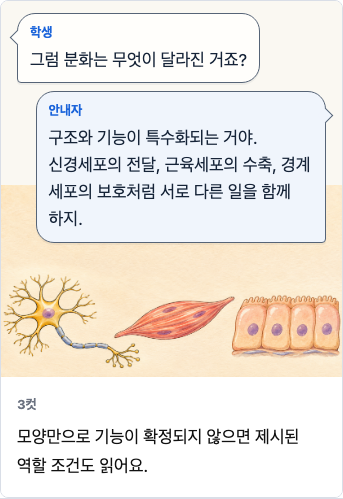 학생
그럼 분화는 무엇이 달라진 거죠?
안내자
구조와 기능이 특수화되는 거야.
신경세포의 전달, 근육세포의 수축, 경계
세포의 보호처럼 서로 다른 일을 함께
하지.
3컷
모양만으로 기능이 확정되지 않으면 제시된
역할 조건도 읽어요.